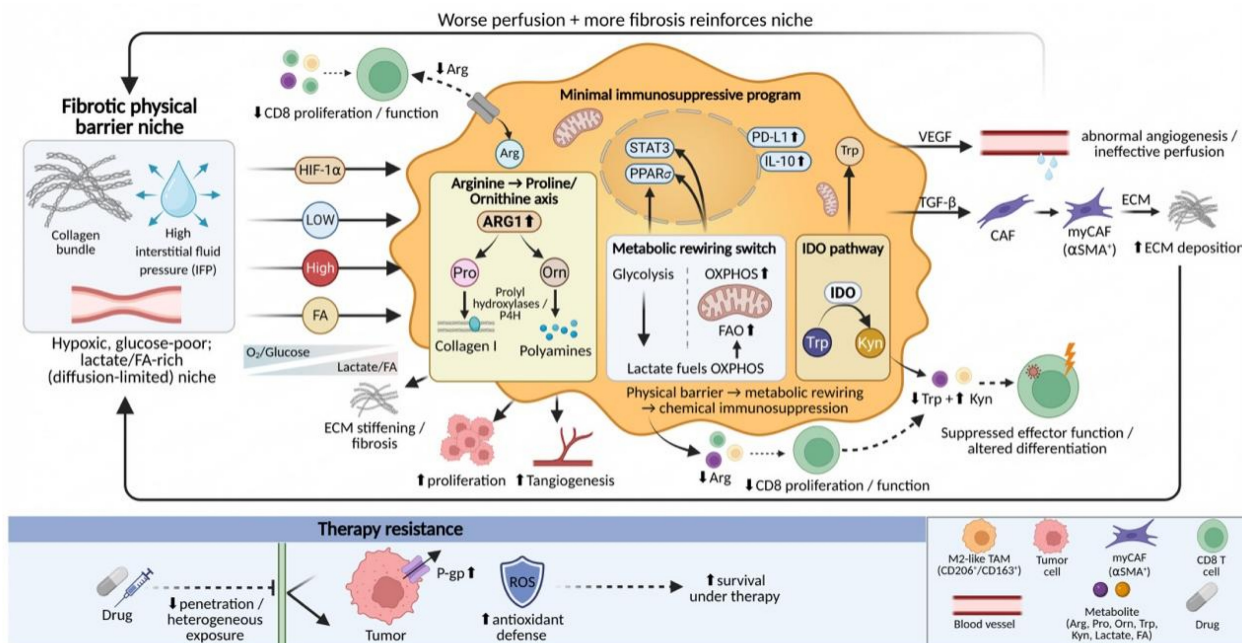 Worse perfusion + more fibrosis reinforces niche
Fibrotic physical
barrier niche
Collagen
bundle
High
interstitial fluid
pressure (IFP)
Hypoxic, glucose-poor;
lactate/FA-rich
(diffusion-limited) niche
⬇Arg
⬇CD8 proliferation / function
HIF-1α
LOW
High
FA
O₂/Glucose
Lactate/FA
ECM stiffening /
fibrosis
Minimal immunosuppressive program
Arg
STAT3
PPARσ
PD-L1⬆
IL-10⬆
Trp
Arginine → Proline/
Ornithine axis
ARG1⬆
Pro
Orn
Prolyl
hydroxylases /
P4H
Collagen I
Polyamines
Metabolic rewiring switch
Glycolysis
OXPHOS⬆
FAO⬆
Lactate fuels OXPHOS
IDO pathway
IDO
Trp
Kyn
Physical barrier → metabolic rewiring
→ chemical immunosuppression
⬆proliferation
⬆Tangiogenesis
⬇Arg
⬇CD8 proliferation / function
⬇Trp + ⬆ Kyn
Suppressed effector function /
altered differentiation
VEGF
abnormal angiogenesis /
ineffective perfusion
TGF-β
CAF
myCAF
(αSMA⁺)
ECM
⬆ECM deposition
Therapy resistance
Drug
⬇penetration /
heterogeneous
exposure
Tumor
P-gp⬆
ROS
⬆antioxidant
defense
⬆survival
under therapy
M2-like TAM
(CD206⁺/CD163⁺)
Tumor
cell
myCAF
(αSMA⁺)
CD8 T
cell
Blood vessel
Metabolite
(Arg, Pro, Orn, Trp,
Kyn, Lactate, FA)
Drug